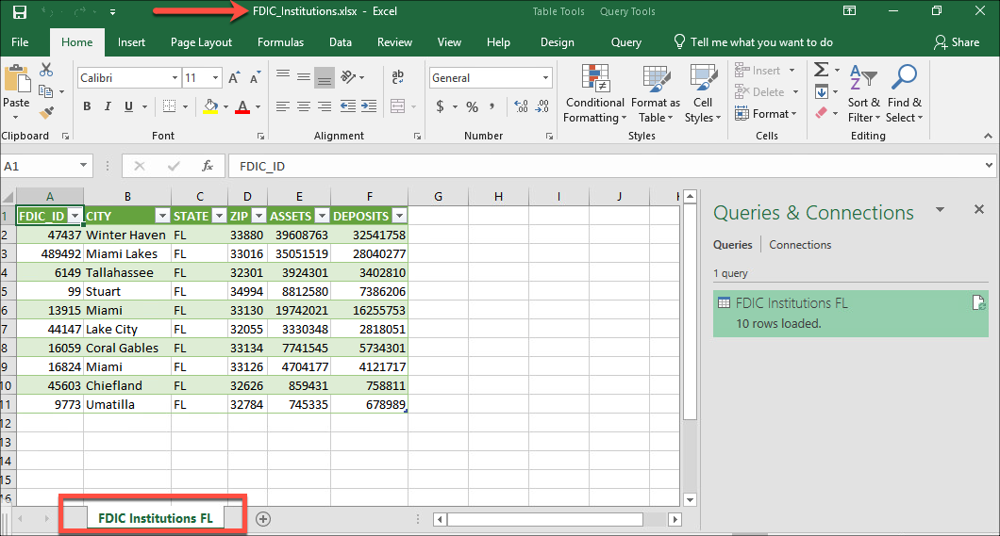 FDIC_Institutions.xlsx - Excel
Table Tools
Query Tools
File
Home
Insert
Page Layout
Formulas
Data
Review
View
Help
Design
Query
Tell me what you want to do
Share
Paste
Clipboard
Calibri
11
B I U
A
Font
ab
c
Alignment
General
$ % ,
Number
Conditional
Formatting
Format as
Table
Cell
Styles
Styles
Insert
Delete
Format
Cells
Sort &
Filter
Find &
Select
Editing
A1
fx
FDIC_ID
A B C D E F G H I J
1 FDIC_ID CITY STATE ZIP ASSETS DEPOSITS
2 47437 Winter Haven FL 33880 39608763 32541758
3 489492 Miami Lakes FL 33016 35051519 28040277
4 6149 Tallahassee FL 32301 3924301 3402810
5 99 Stuart FL 34994 8812580 7386206
6 13915 Miami FL 33130 19742021 16255753
7 44147 Lake City FL 32055 3330348 2818051
8 16059 Coral Gables FL 33134 7741545 5734301
9 16824 Miami FL 33126 4704177 4121717
10 45603 Chiefland FL 32626 859431 758811
11 9773 Umatilla FL 32784 745335 678989
12
13
14
15
16
Queries & Connections
Queries
Connections
1 query
FDIC Institutions FL
10 rows loaded.
FDIC Institutions FL